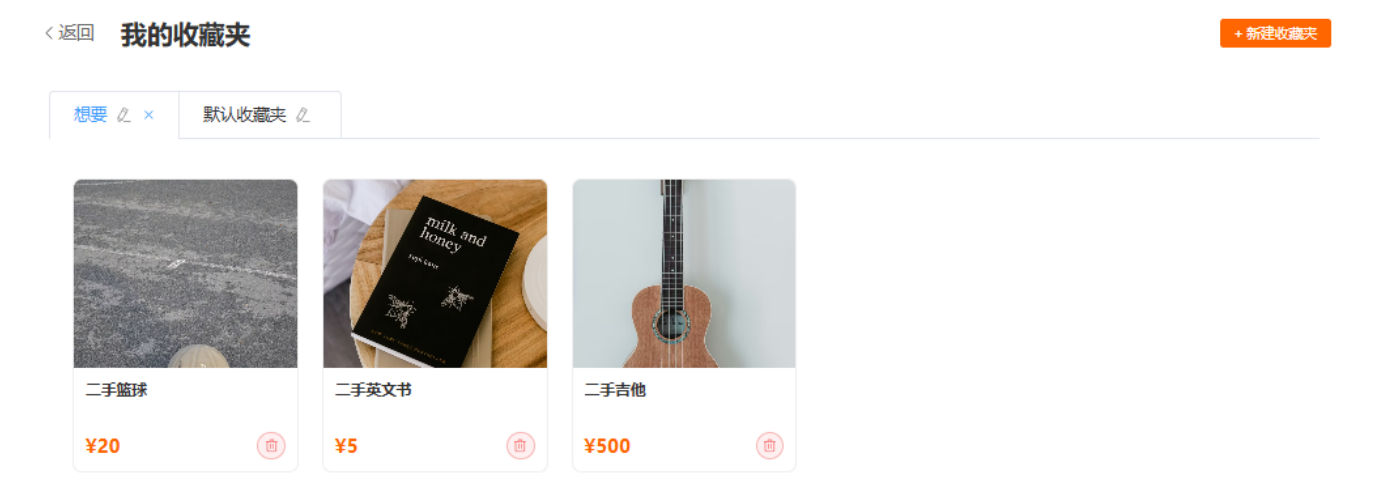 < 返回 我的收藏夹 + 新建收藏夹
想要 × 默认收藏夹
milk and
honey
rupi kaur
二手篮球 二手英文书 二手吉他
¥20 ¥5 ¥500